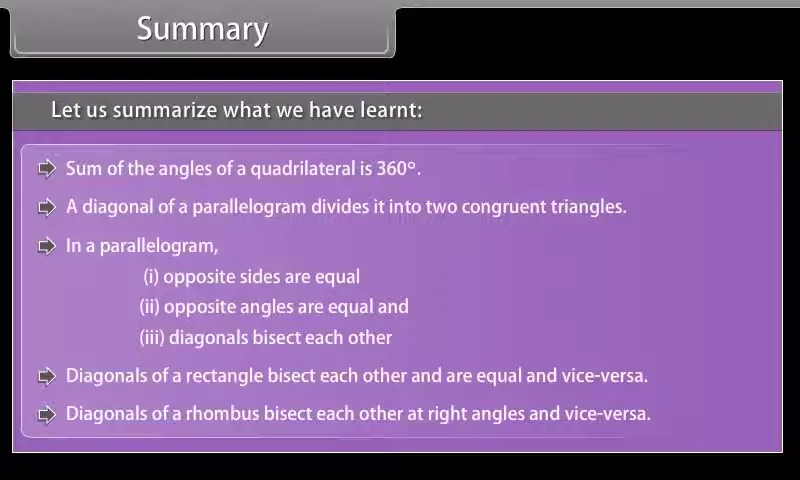 Summary
Let us summarize what we have learnt:
Sum of the angles of a quadrilateral is 360º.
A diagonal of a parallelogram divides it into two congruent triangles.
In a parallelogram,
(i) opposite sides are equal
(ii) opposite angles are equal and
(iii) diagonals bisect each other
Diagonals of a rectangle bisect each other and are equal and vice-versa.
Diagonals of a rhombus bisect each other at right angles and vice-versa.